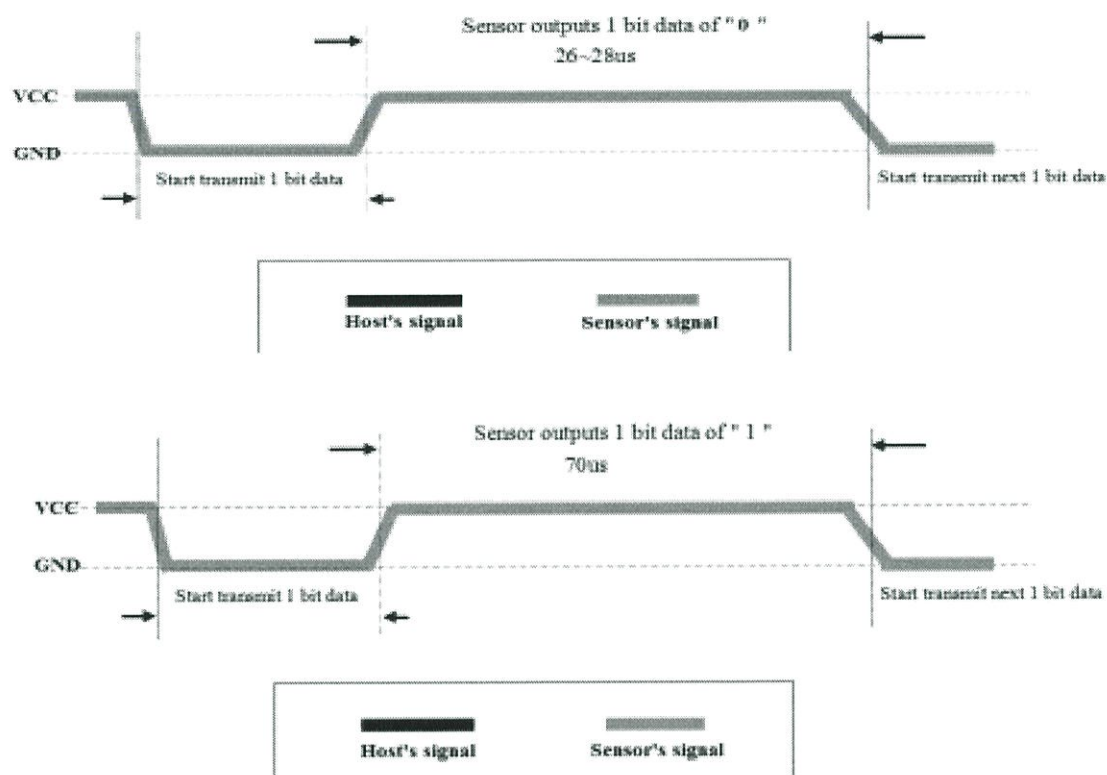 Sensor outputs 1 bit data of " 0 "
26~28us
VCC
GND
Start transmit 1 bit data
Start transmit next 1 bit data
Host's signal
Sensor's signal
Sensor outputs 1 bit data of " 1 "
70us
VCC
GND
Start transmit 1 bit data
Start transmit next 1 bit data
Host's signal
Sensor's signal